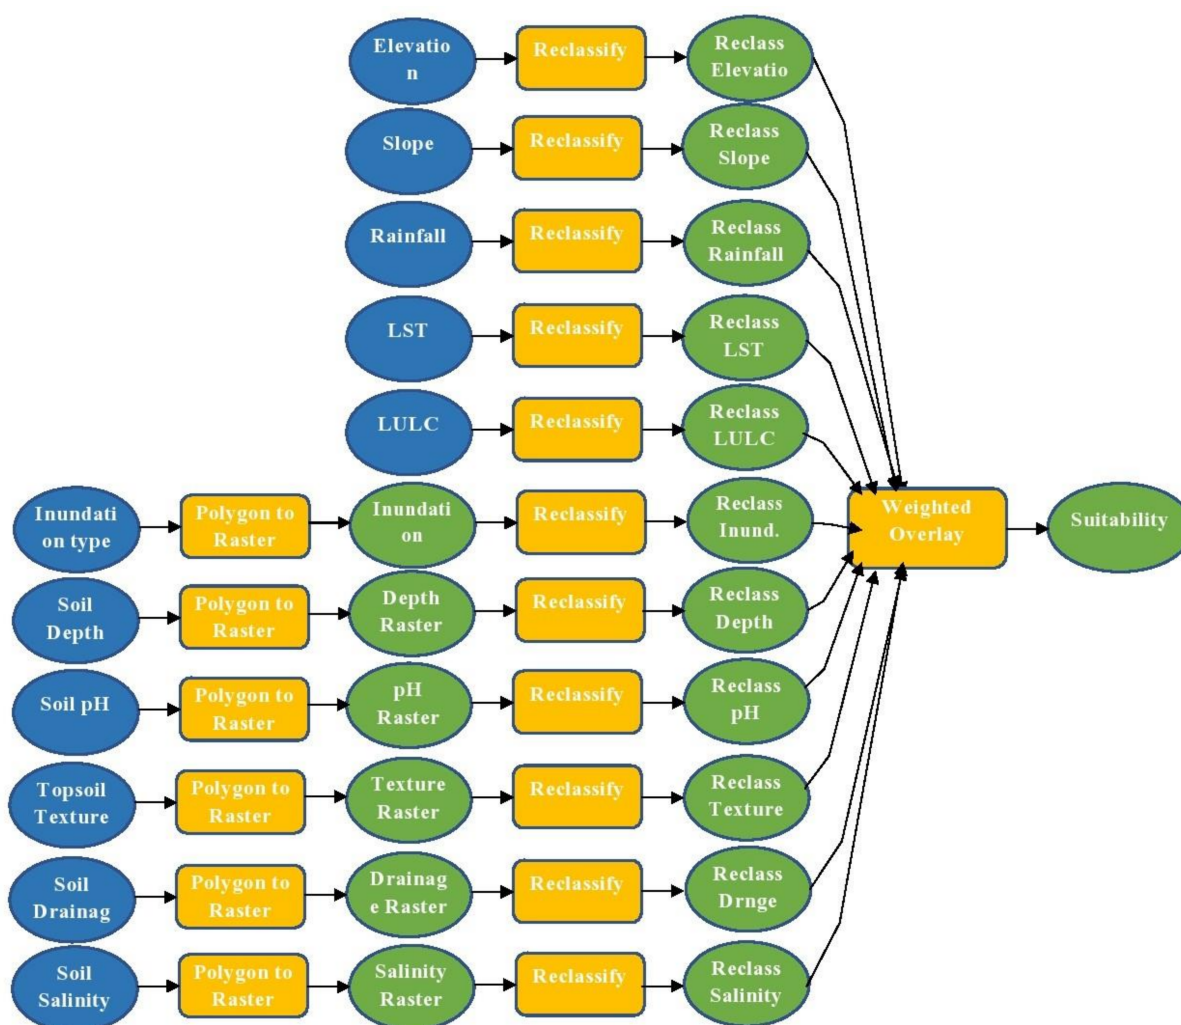 Elevatio
n
Reclassify
Reclass
Elevatio
Slope
Reclassify
Reclass
Slope
Rainfall
Reclassify
Reclass
Rainfall
LST
Reclassify
Reclass
LST
LULC
Reclassify
Reclass
LULC
Inundati
on type
Polygon to
Raster
Inundati
on
Reclassify
Reclass
Inund.
Weighted
Overlay
Suitability
Soil
Depth
Polygon to
Raster
Depth
Raster
Reclassify
Reclass
Depth
Soil pH
Polygon to
Raster
pH
Raster
Reclassify
Reclass
pH
Topsoil
Texture
Polygon to
Raster
Texture
Raster
Reclassify
Reclass
Texture
Soil
Drainag
Polygon to
Raster
Drainag
e Raster
Reclassify
Reclass
Drnge
Soil
Salinity
Polygon to
Raster
Salinity
Raster
Reclassify
Reclass
Salinity